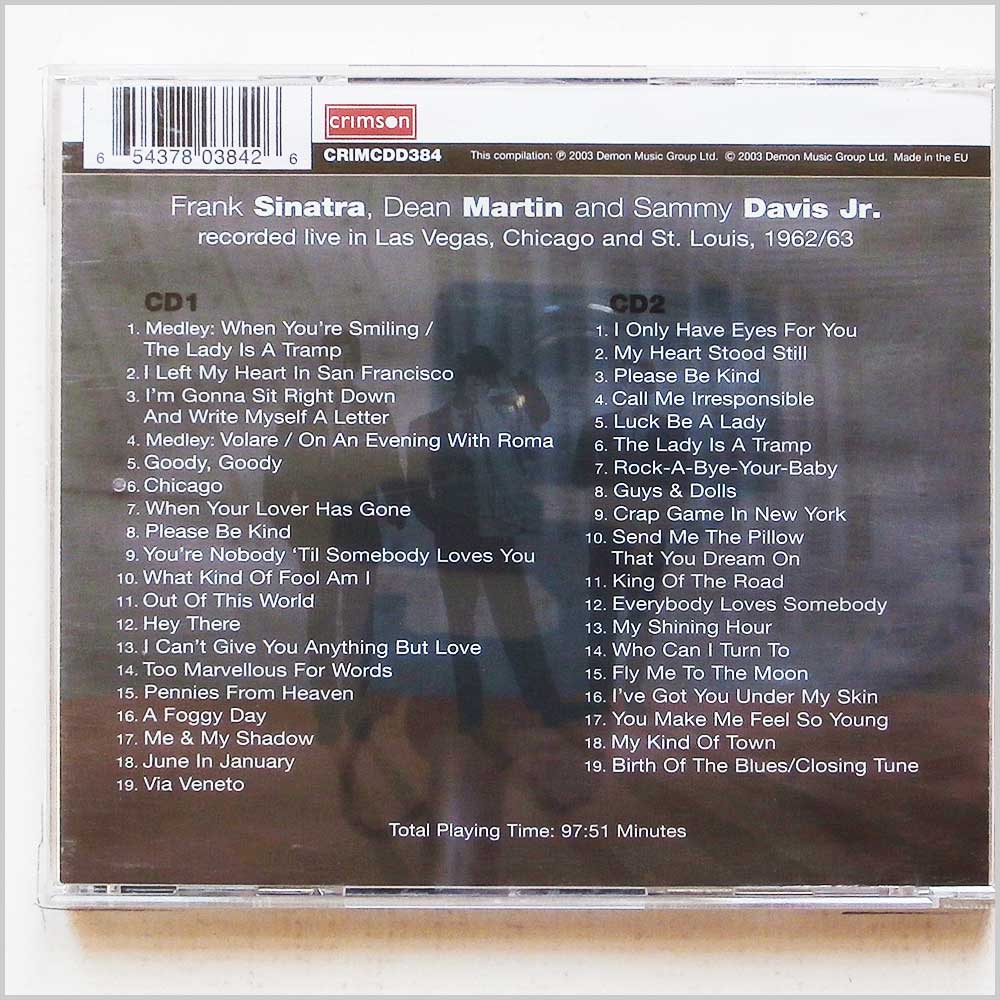 6 54378 03842 6
crimson
CRIMCDD384
This compilation: ℗ 2003 Demon Music Group Ltd. © 2003 Demon Music Group Ltd. Made in the EU
Frank Sinatra, Dean Martin and Sammy Davis Jr.
recorded live in Las Vegas, Chicago and St. Louis, 1962/63
CD1
1. Medley: When You're Smiling /
The Lady Is A Tramp
2. I Left My Heart In San Francisco
3. I'm Gonna Sit Right Down
And Write Myself A Letter
4. Medley: Volare / On An Evening With Roma
5. Goody, Goody
6. Chicago
7. When Your Lover Has Gone
8. Please Be Kind
9. You're Nobody 'Til Somebody Loves You
10. What Kind Of Fool Am I
11. Out Of This World
12. Hey There
13. I Can't Give You Anything But Love
14. Too Marvellous For Words
15. Pennies From Heaven
16. A Foggy Day
17. Me & My Shadow
18. June In January
19. Via Veneto
CD2
1. I Only Have Eyes For You
2. My Heart Stood Still
3. Please Be Kind
4. Call Me Irresponsible
5. Luck Be A Lady
6. The Lady Is A Tramp
7. Rock-A-Bye-Your-Baby
8. Guys & Dolls
9. Crap Game In New York
10. Send Me The Pillow
That You Dream On
11. King Of The Road
12. Everybody Loves Somebody
13. My Shining Hour
14. Who Can I Turn To
15. Fly Me To The Moon
16. I've Got You Under My Skin
17. You Make Me Feel So Young
18. My Kind Of Town
19. Birth Of The Blues/Closing Tune
Total Playing Time: 97:51 Minutes